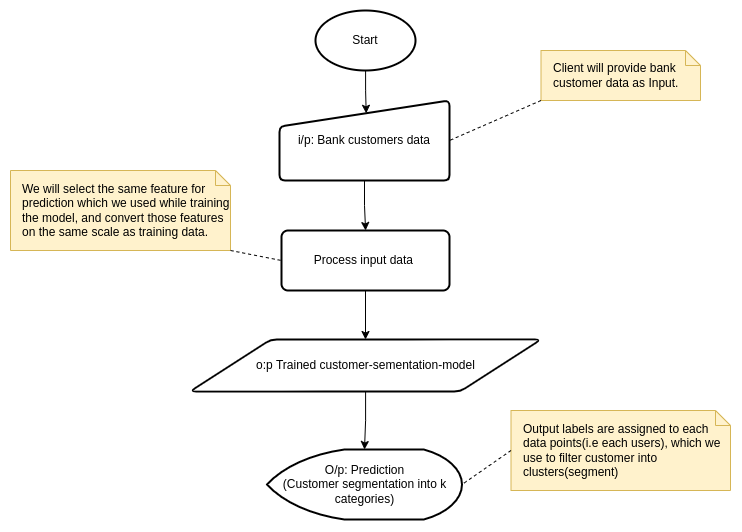 Start
Client will provide bank
customer data as Input.
i/p: Bank customers data
We will select the same feature for
prediction which we used while training
the model, and convert those features
on the same scale as training data.
Process input data
o:p Trained customer-sementation-model
Output labels are assigned to each
data points(i.e each users), which we
use to filter customer into
clusters(segment)
O/p: Prediction
(Customer segmentation into k
categories)